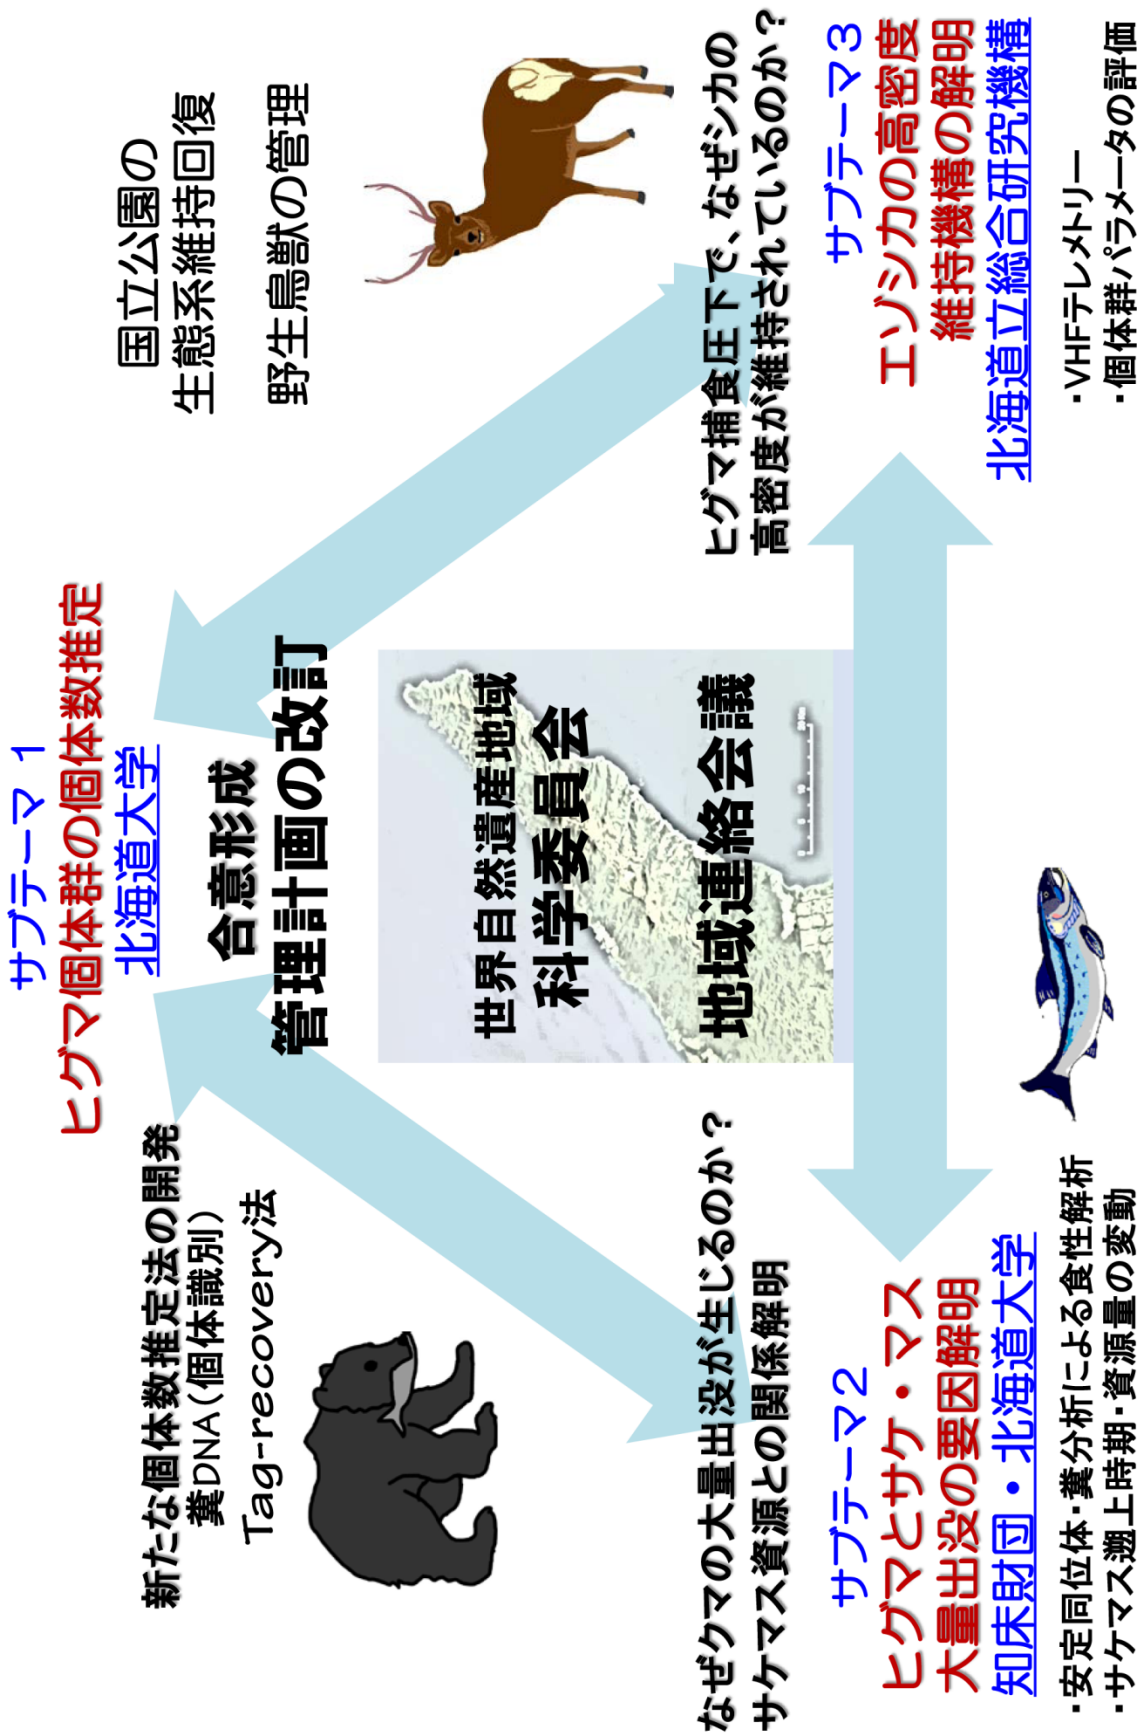 サブテーマ 1
ヒグマ個体群の個体数推定
北海道大学
新たな個体数推定法の開発
糞DNA（個体識別）
Tag-recovery法
合意形成
管理計画の改訂
国立公園の
生態系維持回復
野生鳥獣の管理
世界自然遺産地域
科学委員会
地域連絡会議
なぜクマの大量出没が生じるのか？
サケマス資源との関係解明
サブテーマ2
ヒグマとサケ・マス
大量出没の要因解明
知床財団・北海道大学
・安定同位体・糞分析による食性解析
・サケマス遡上時期・資源量の変動
ヒグマ捕食圧下で、なぜシカの
高密度が維持されているのか？
サブテーマ3
エゾシカの高密度
維持機構の解明
北海道立総合研究機構
・VHFテレメトリー
・個体群パラメータの評価